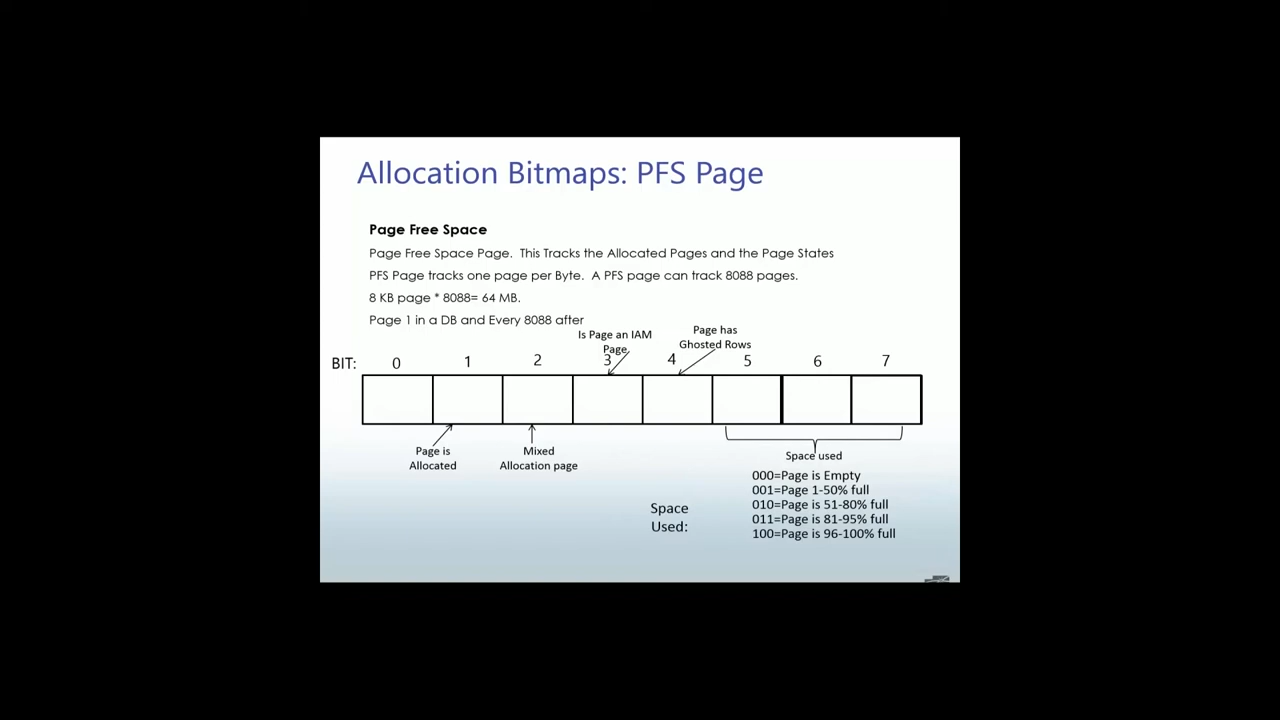 Allocation Bitmaps: PFS Page
Page Free Space
Page Free Space Page. This Tracks the Allocated Pages and the Page States
PFS Page tracks one page per Byte. A PFS page can track 8088 pages.
8 KB page * 8088= 64 MB.
Page 1 in a DB and Every 8088 after
Is Page an IAM
Page
Page has
Ghosted Rows
BIT: 0 1 2 3 4 5 6 7
Page is
Allocated
Mixed
Allocation page
Space used
000=Page is Empty
001=Page 1-50% full
010=Page is 51-80% full
011=Page is 81-95% full
100=Page is 96-100% full
Space
Used: